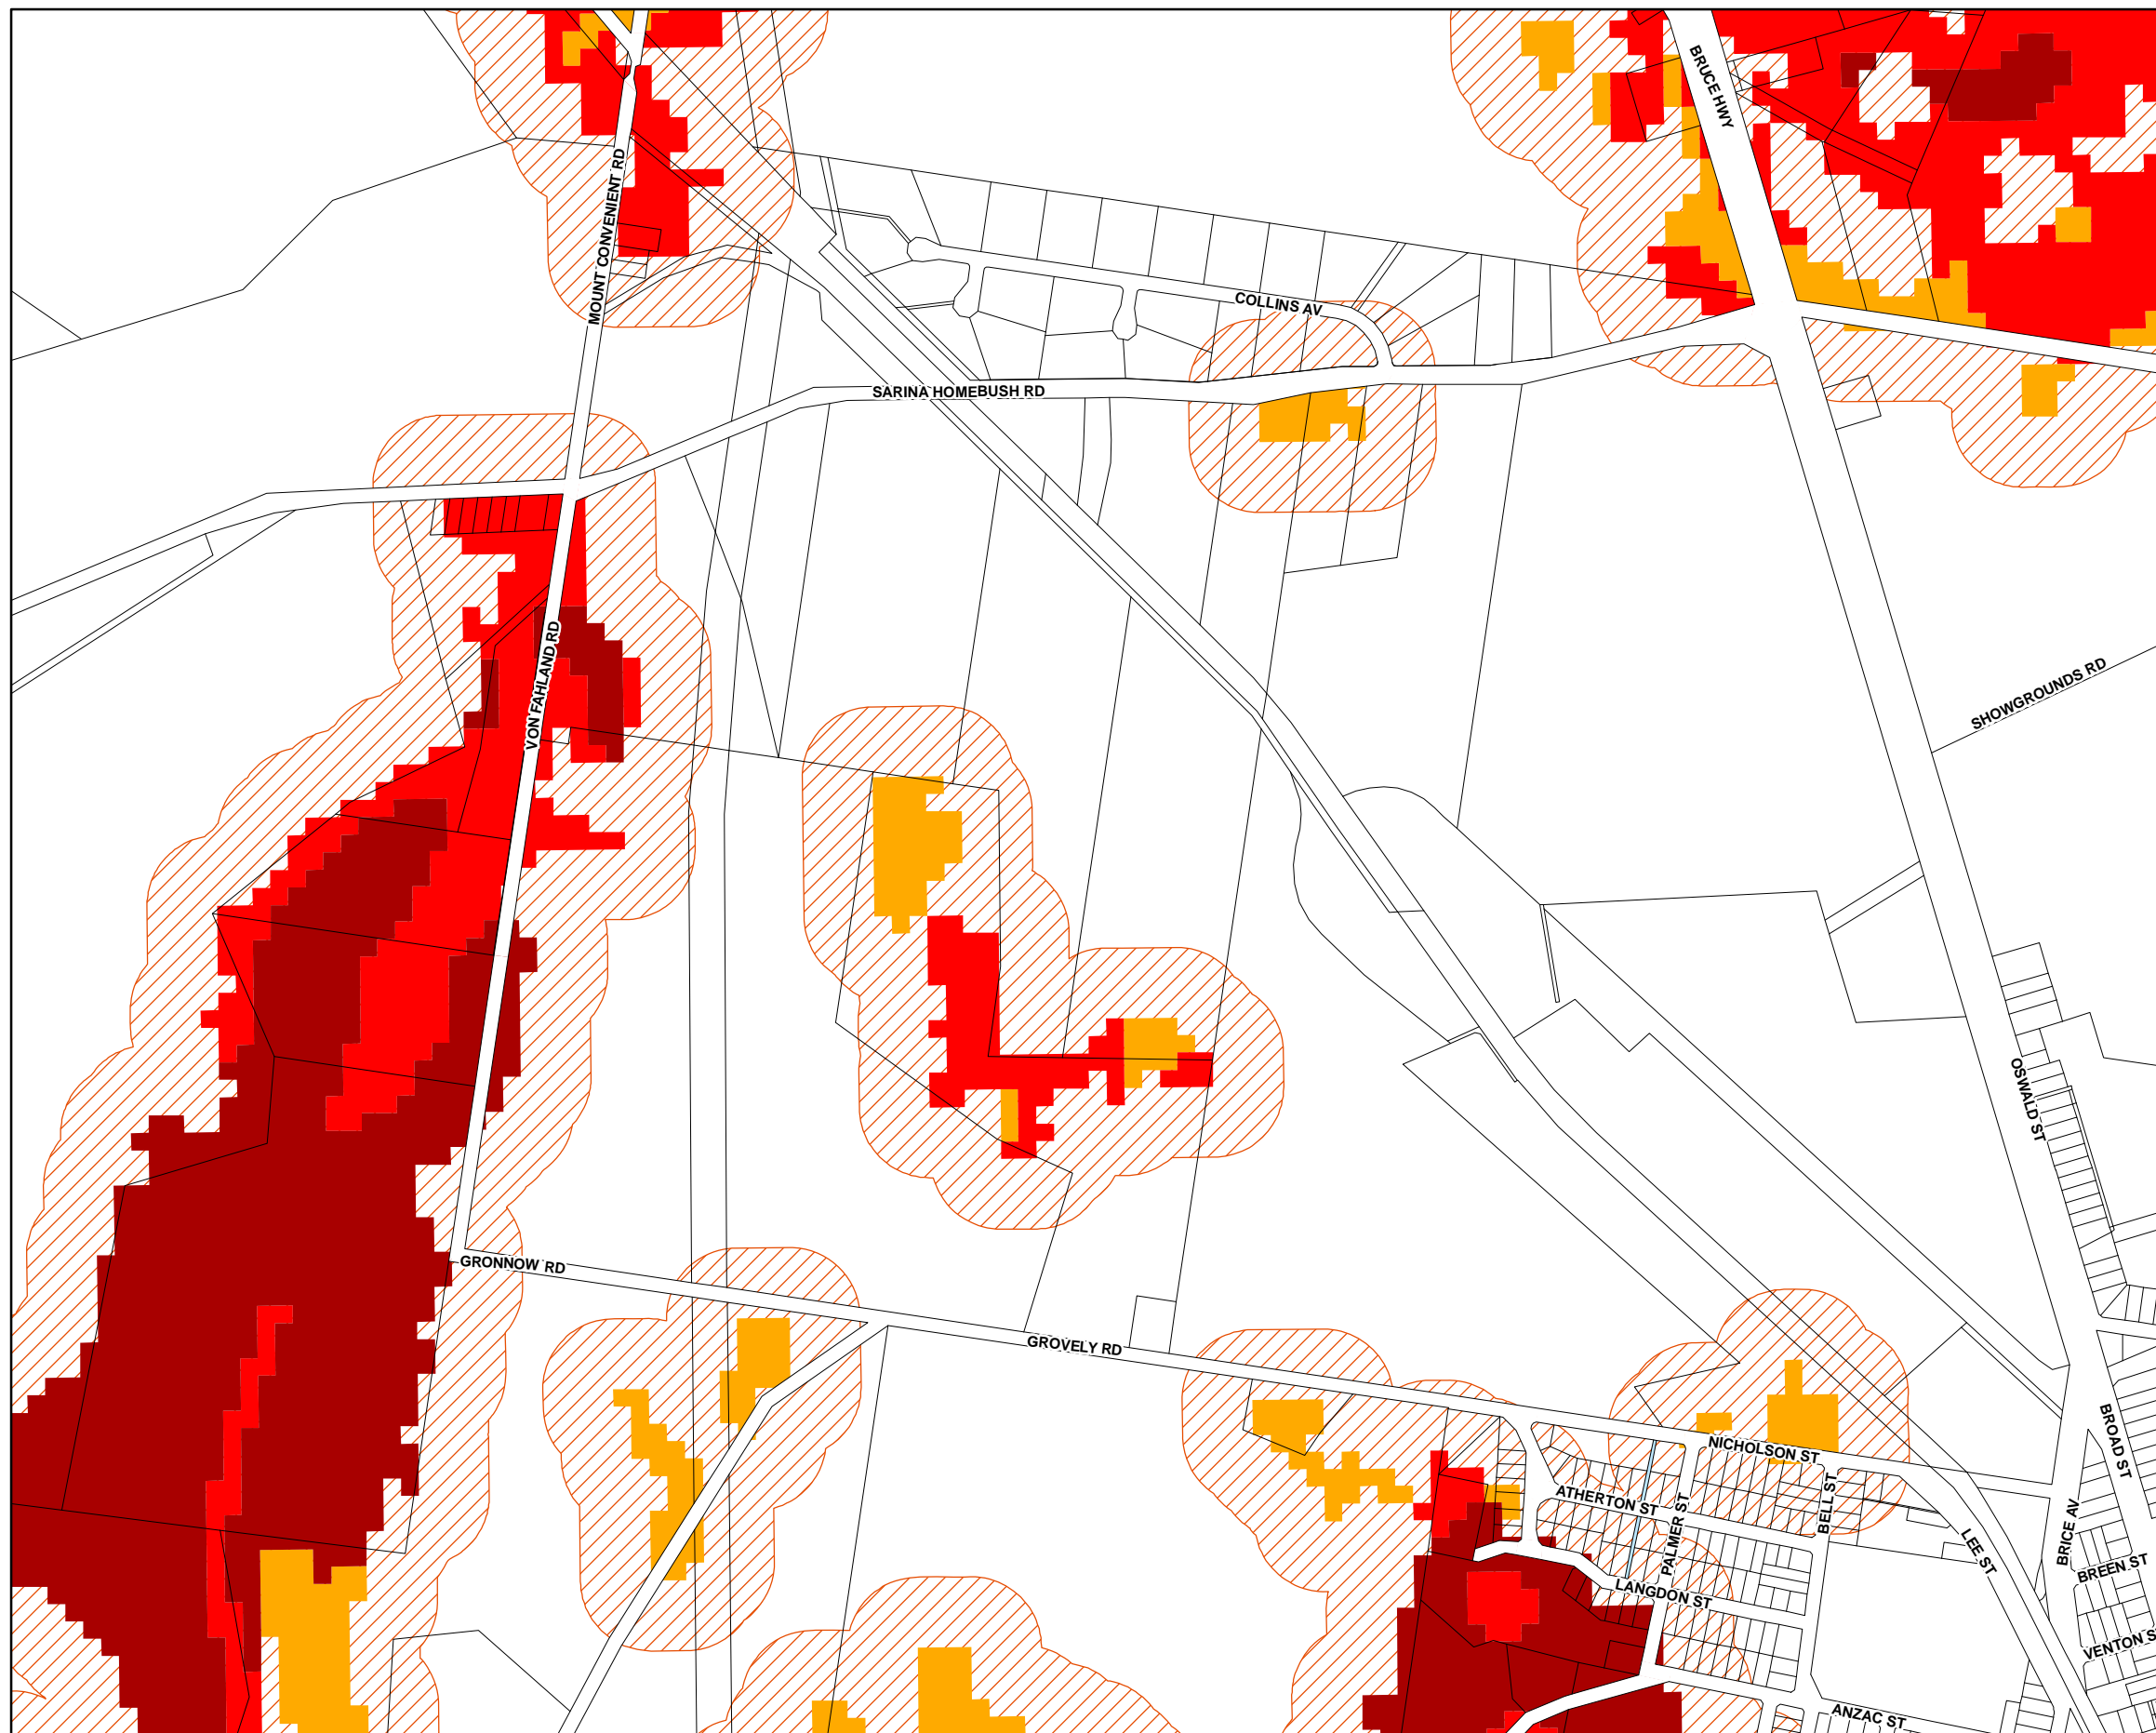 BRUCE HWY
MOUNT CONVENIENT RD
COLLINS AV
SARINA HOMEBUSH RD
VON FAHLAND RD
SHOWGROUNDS RD
OSWALD ST
GRONNOW RD
GROVELY RD
BROAD ST
NICHOLSON ST
ATHERTON ST
PALMER ST
BELL ST
BRICE AV
LEE ST
BREEN ST
LANGDON ST
VENTON S
ANZAC ST